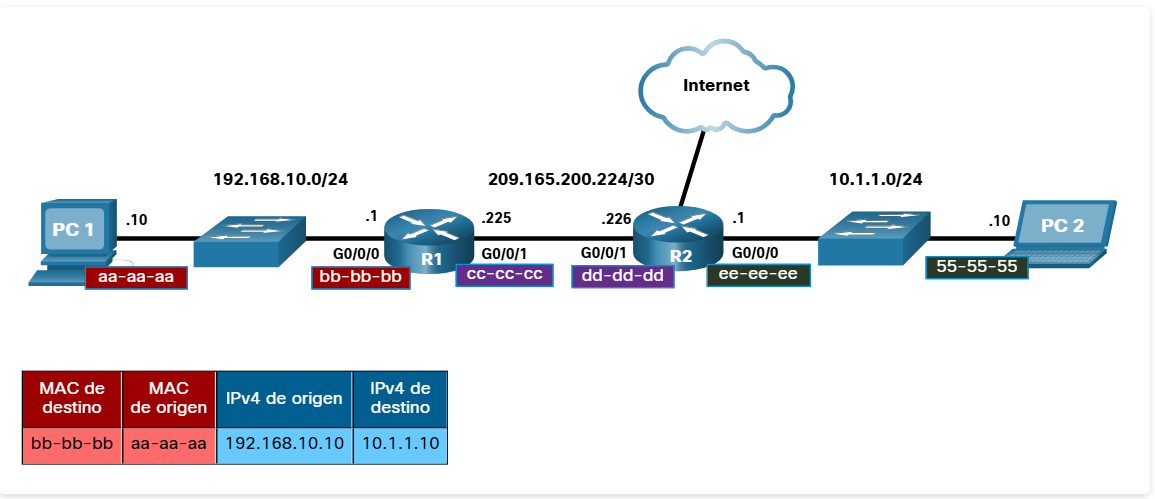 Internet
192.168.10.0/24
209.165.200.224/30
10.1.1.0/24
PC 1
.10
.1
.225
.226
.1
.10
PC 2
G0/0/0
R1
G0/0/1
G0/0/1
R2
G0/0/0
aa-aa-aa
bb-bb-bb
cc-cc-cc
dd-dd-dd
ee-ee-ee
55-55-55
MAC de
destino
MAC
de origen
IPv4 de origen
IPv4 de
destino
bb-bb-bb
aa-aa-aa
192.168.10.10
10.1.1.10